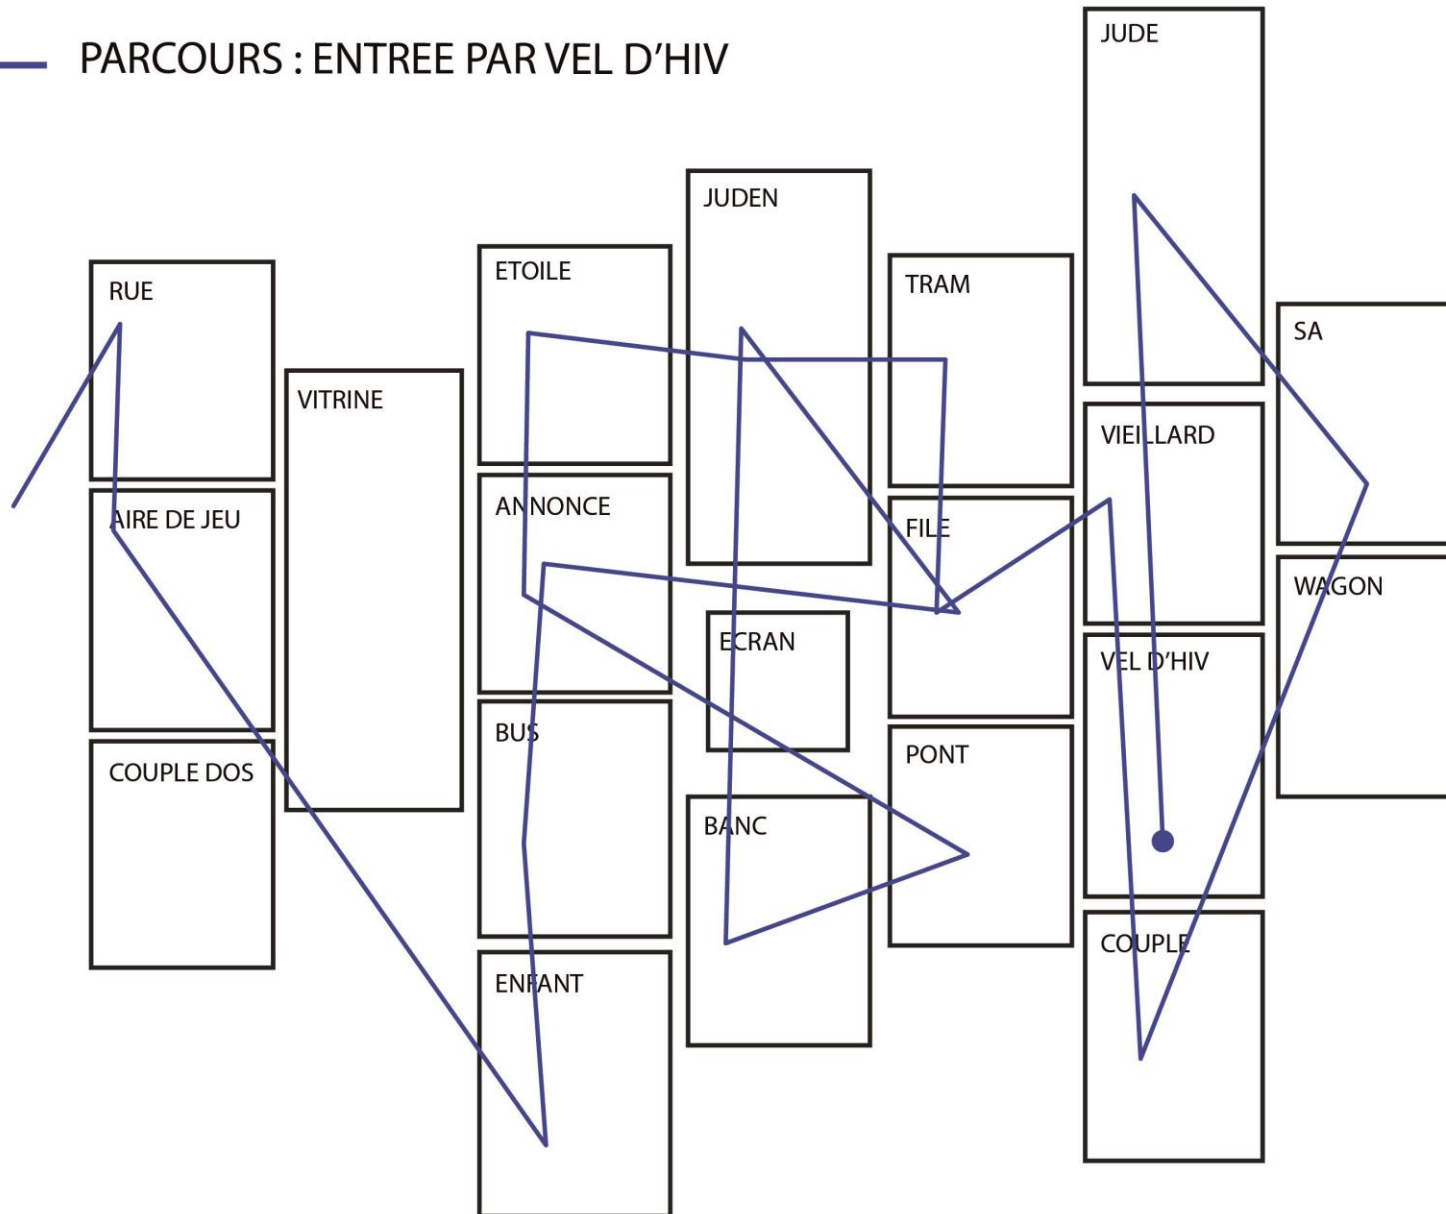 PARCOURS : ENTREE PAR VEL D'HIV
JUDE
JUDEN
ETOILE
TRAM
RUE
SA
VITRINE
VIEILLARD
ANNONCE
AIRE DE JEU
FILE
WAGON
ECRAN
VEL D'HIV
BUS
PONT
COUPLE DOS
BANC
COUPLE
ENFANT